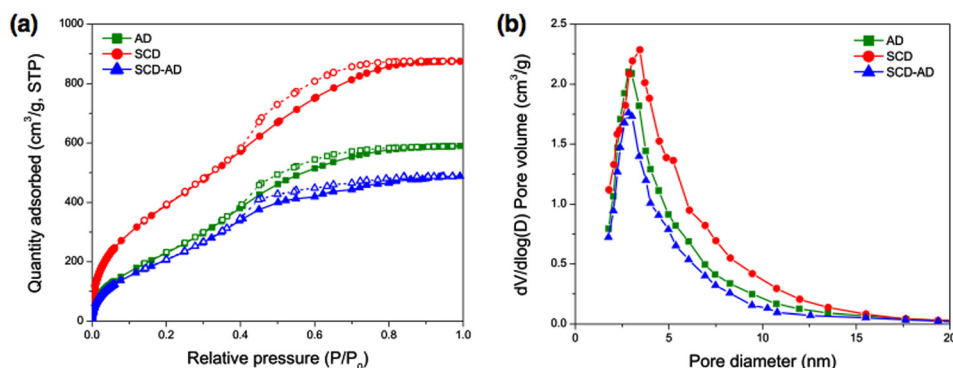 (a)
1000
800
600
400
200
0
Quantity adsorbed (cm³/g, STP)
AD
SCD
SCD-AD
0.0 0.2 0.4 0.6 0.8 1.0
Relative pressure (P/P₀)
(b)
2.5
2.0
1.5
1.0
0.5
0.0
dV/dlog(D) Pore volume (cm³/g)
AD
SCD
SCD-AD
0 5 10 15 20
Pore diameter (nm)